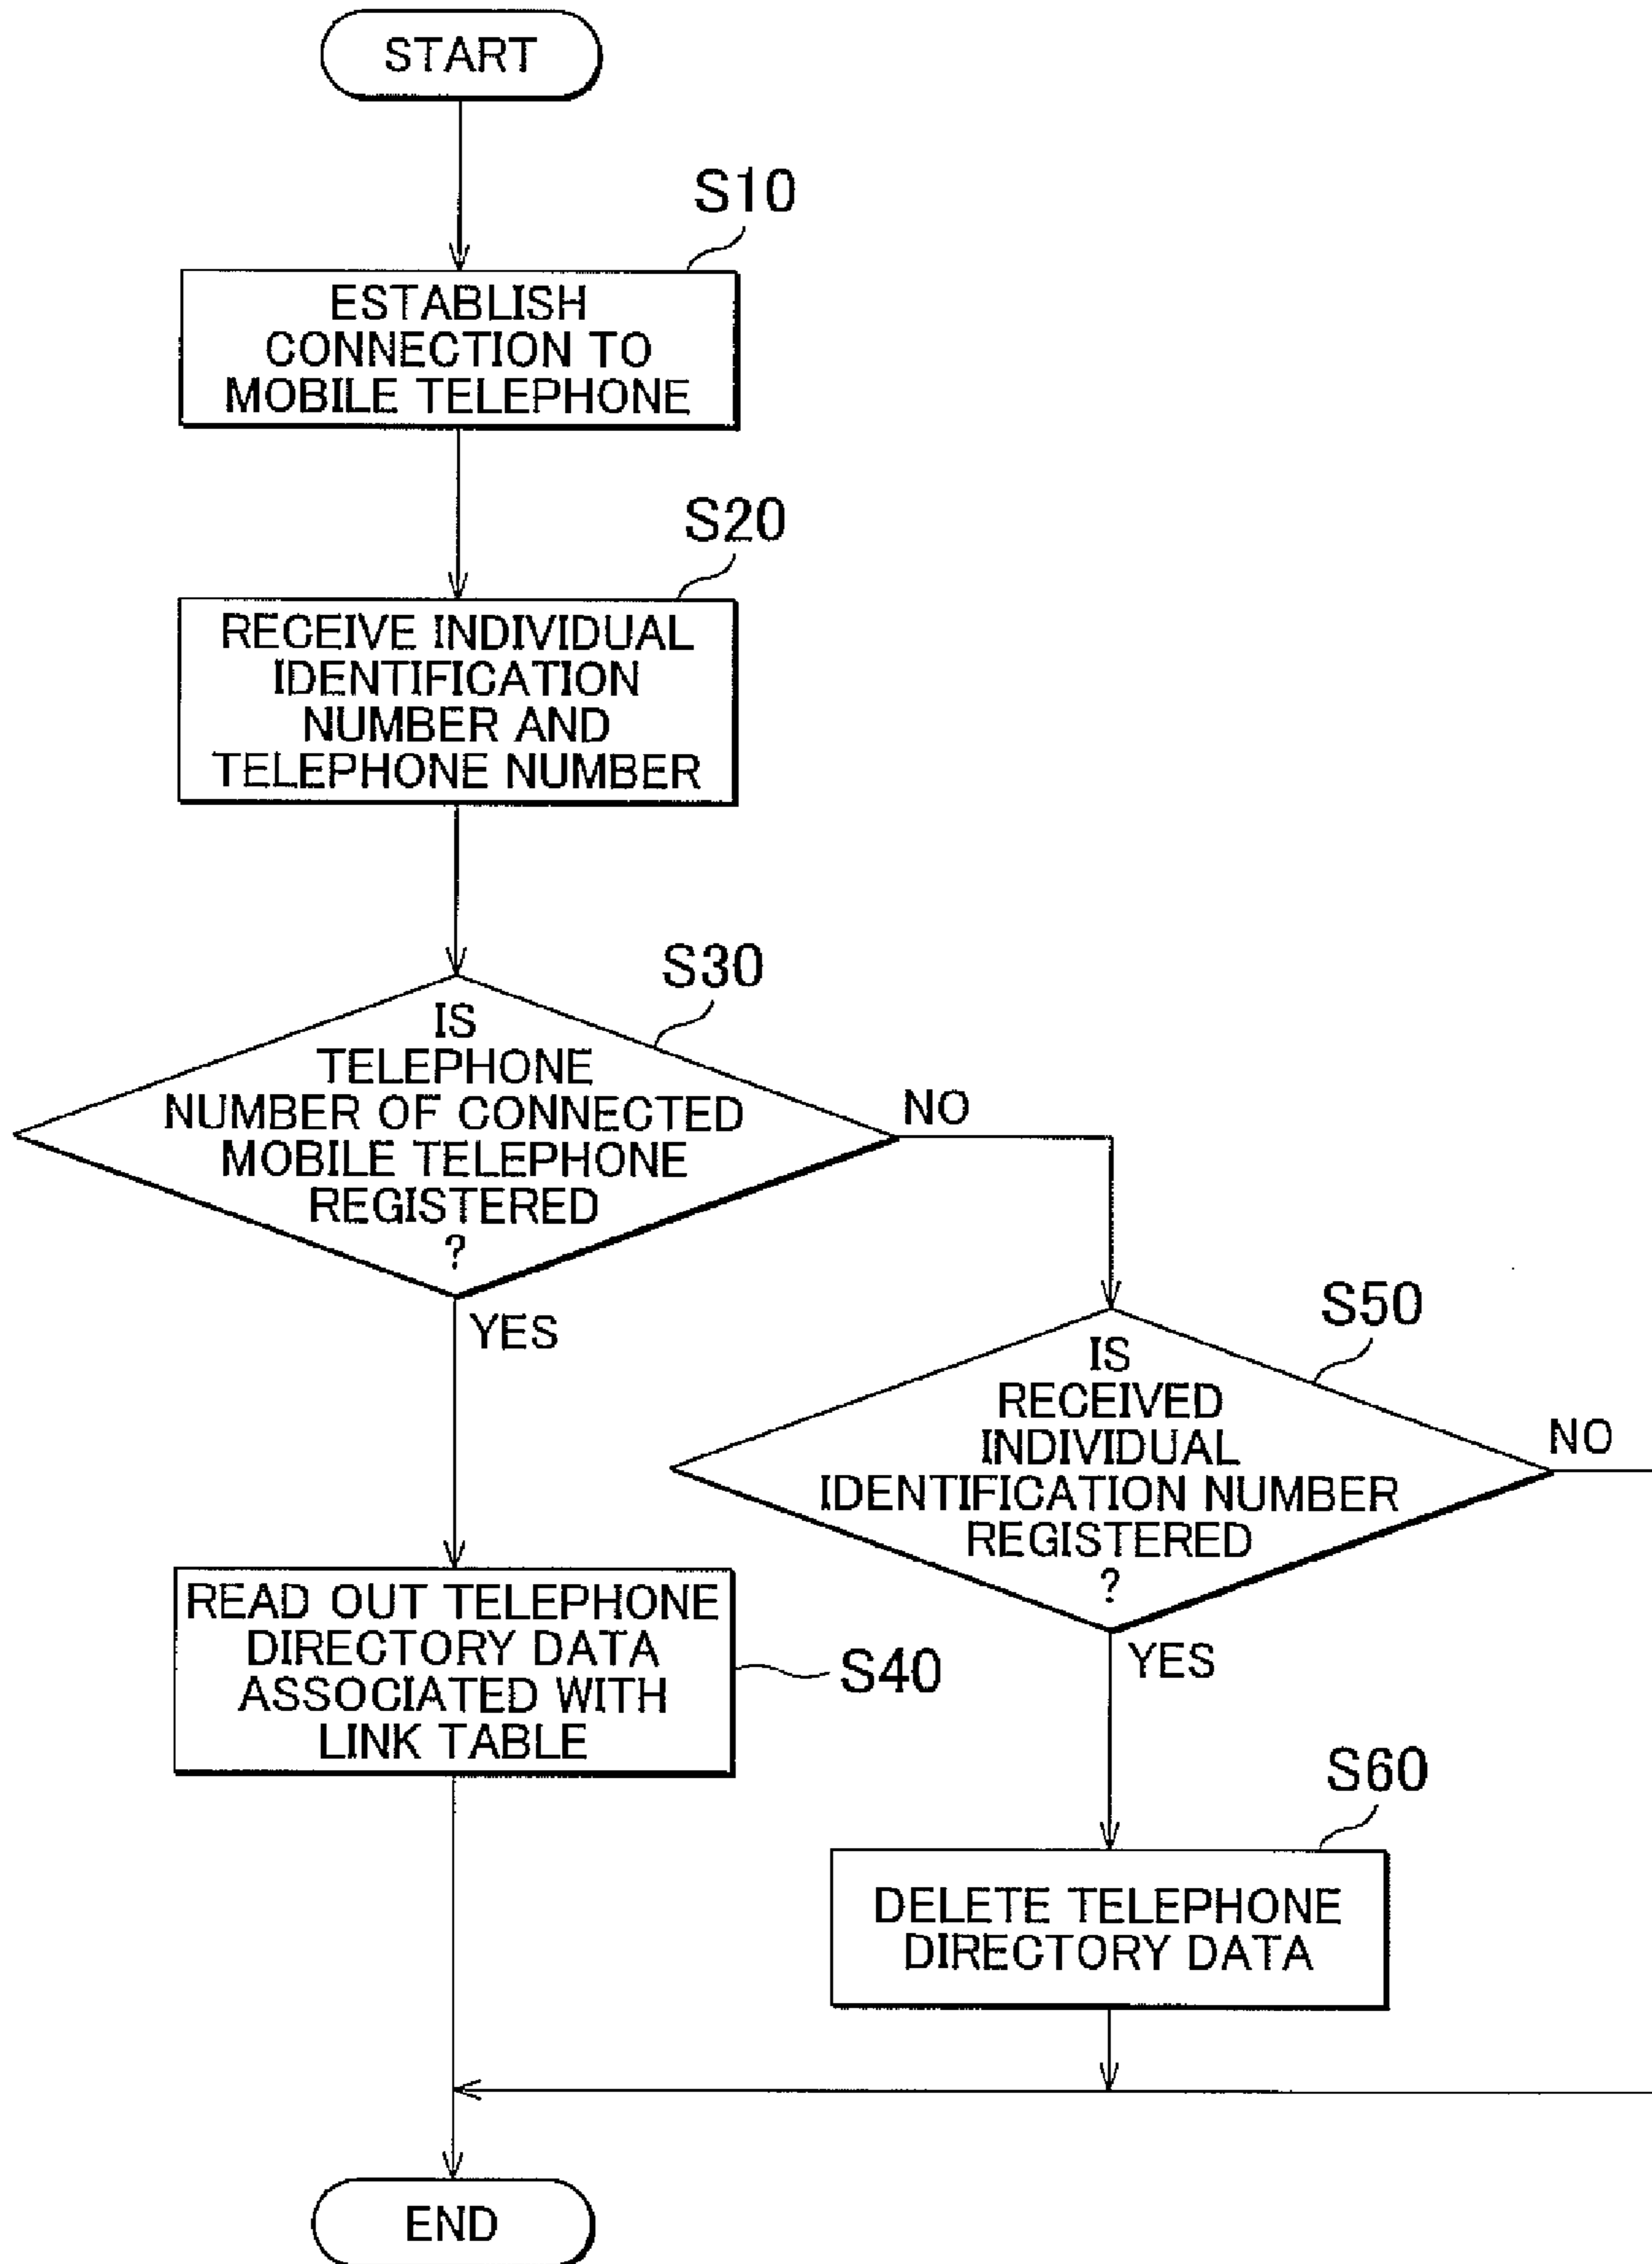 START
S10
ESTABLISH
CONNECTION TO
MOBILE TELEPHONE
S20
RECEIVE INDIVIDUAL
IDENTIFICATION
NUMBER AND
TELEPHONE NUMBER
S30
IS
TELEPHONE
NUMBER OF CONNECTED
MOBILE TELEPHONE
REGISTERED
?
NO
YES
S50
IS
RECEIVED
INDIVIDUAL
IDENTIFICATION NUMBER
REGISTERED
?
NO
YES
READ OUT TELEPHONE
DIRECTORY DATA
ASSOCIATED WITH
LINK TABLE
S40
S60
DELETE TELEPHONE
DIRECTORY DATA
END